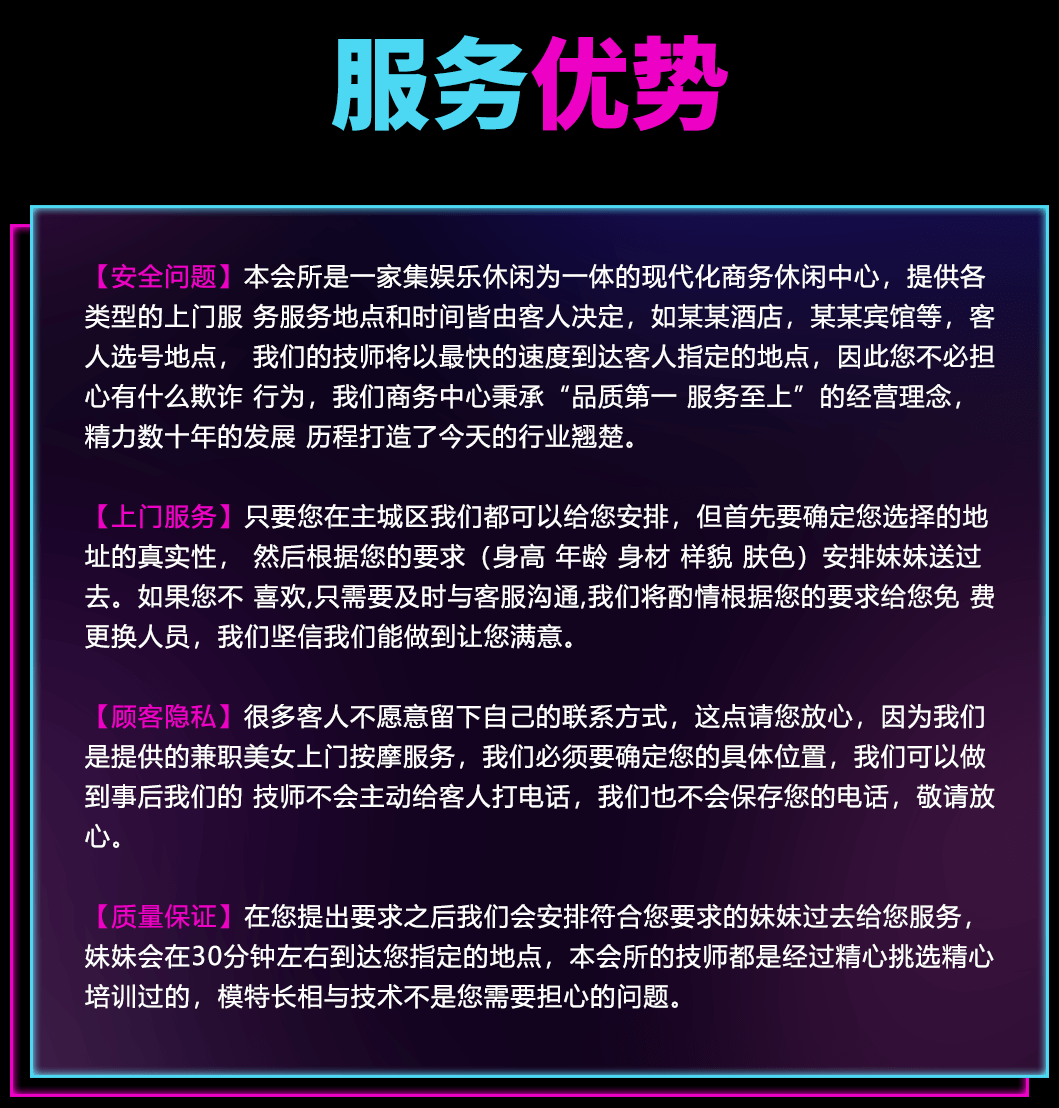 服务优势
【安全问题】本会所是一家集娱乐休闲为一体的现代化商务休闲中心，提供各
类型的上门服 务服务地点和时间皆由客人决定，如某某酒店，某某宾馆等，客
人选号地点， 我们的技师将以最快的速度到达客人指定的地点，因此您不必担
心有什么欺诈 行为，我们商务中心秉承“品质第一 服务至上”的经营理念，
精力数十年的发展 历程打造了今天的行业翘楚。
【上门服务】只要您在主城区我们都可以给您安排，但首先要确定您选择的地
址的真实性， 然后根据您的要求（身高 年龄 身材 样貌 肤色）安排妹妹送过
去。如果您不 喜欢,只需要及时与客服沟通,我们将酌情根据您的要求给您免 费
更换人员，我们坚信我们能做到让您满意。
【顾客隐私】很多客人不愿意留下自己的联系方式，这点请您放心，因为我们
是提供的兼职美女上门按摩服务，我们必须要确定您的具体位置，我们可以做
到事后我们的 技师不会主动给客人打电话，我们也不会保存您的电话，敬请放
心。
【质量保证】在您提出要求之后我们会安排符合您要求的妹妹过去给您服务，
妹妹会在30分钟左右到达您指定的地点，本会所的技师都是经过精心挑选精心
培训过的，模特长相与技术不是您需要担心的问题。